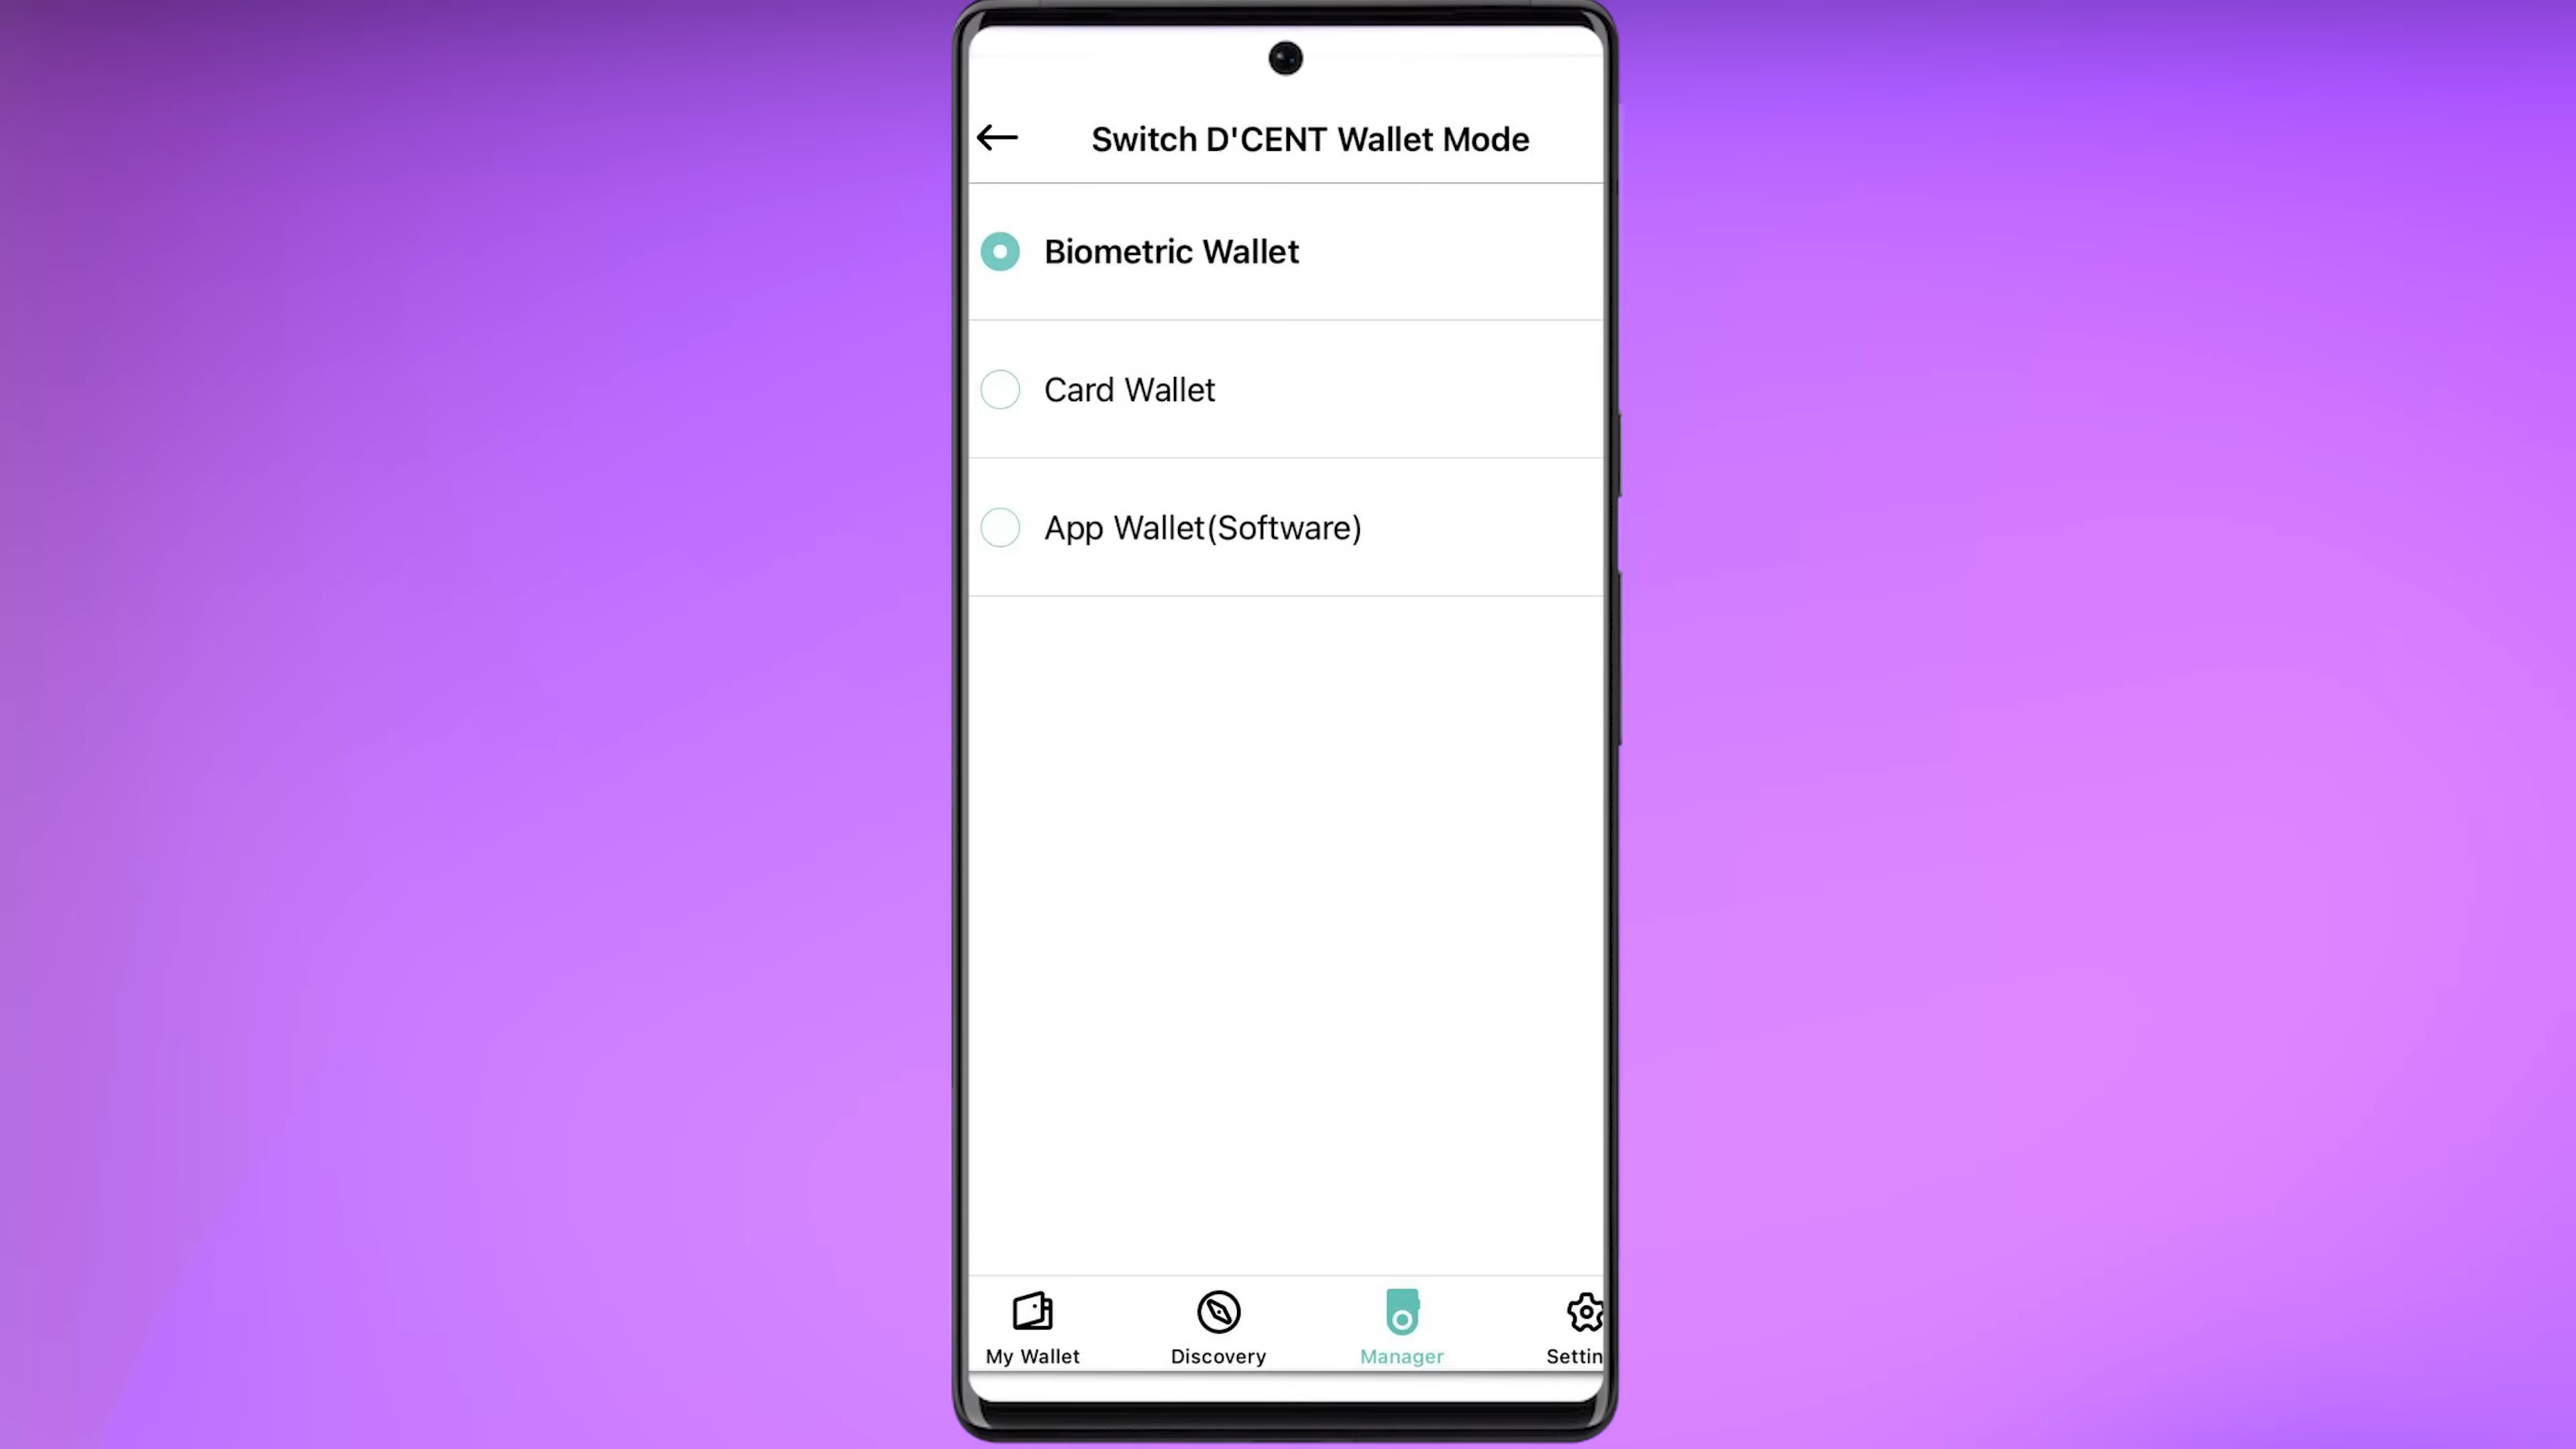 Switch D'CENT Wallet Mode
Biometric Wallet
Card Wallet
App Wallet(Software)
My Wallet
Discovery
Manager
Settin